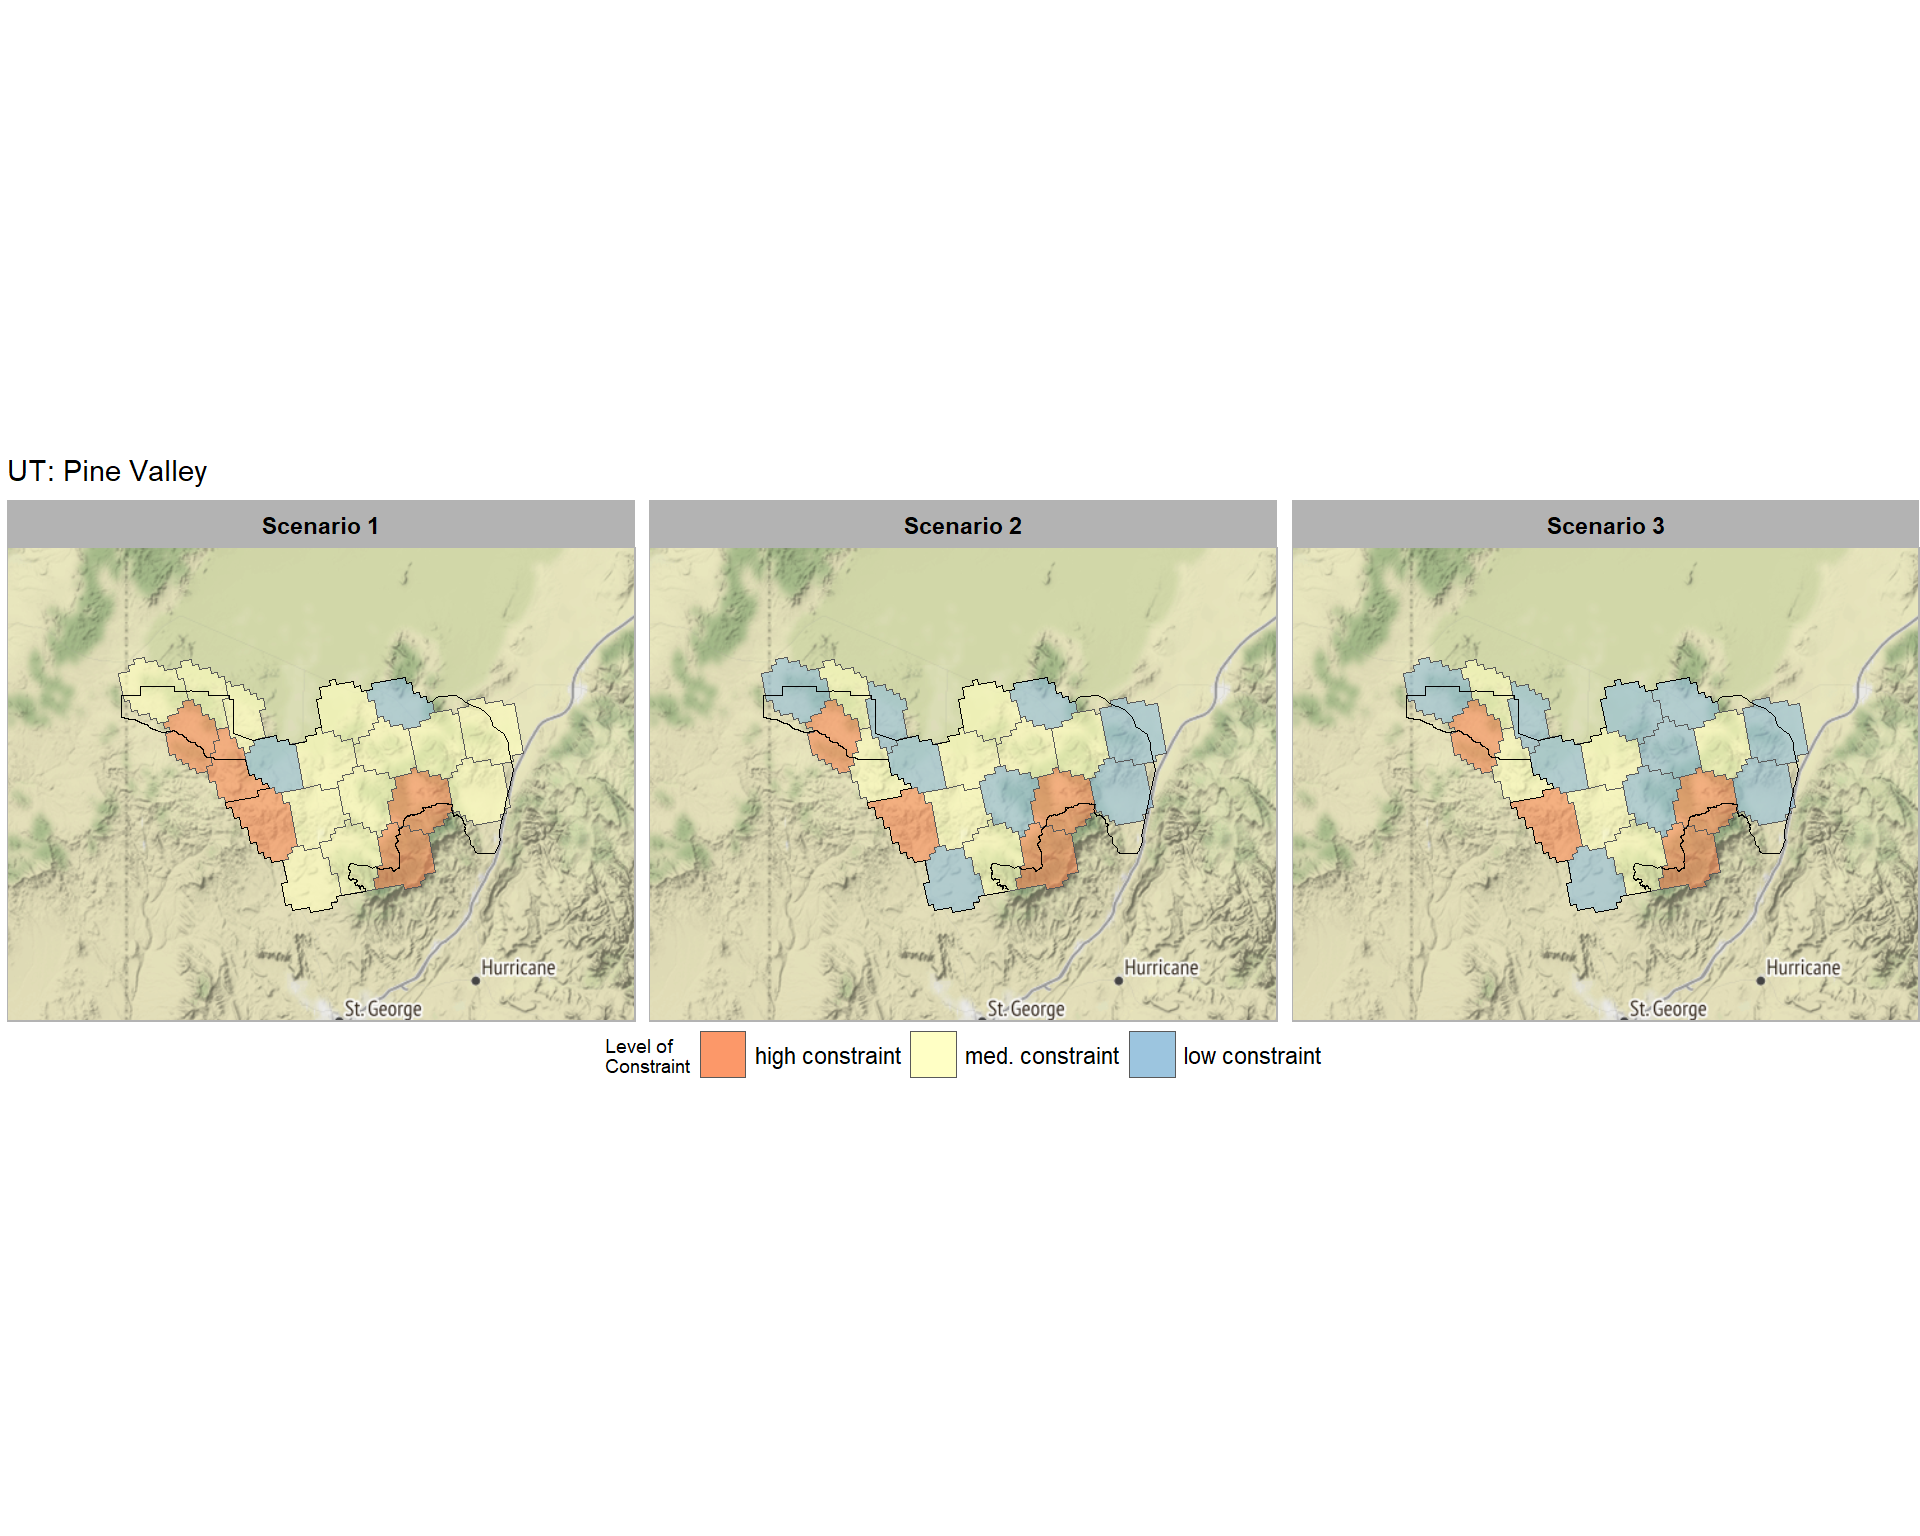 UT: Pine Valley
Scenario 1
Scenario 2
Scenario 3
Hurricane
St. George
Hurricane
St. George
Hurricane
St. George
Level of
Constraint
high constraint
med. constraint
low constraint